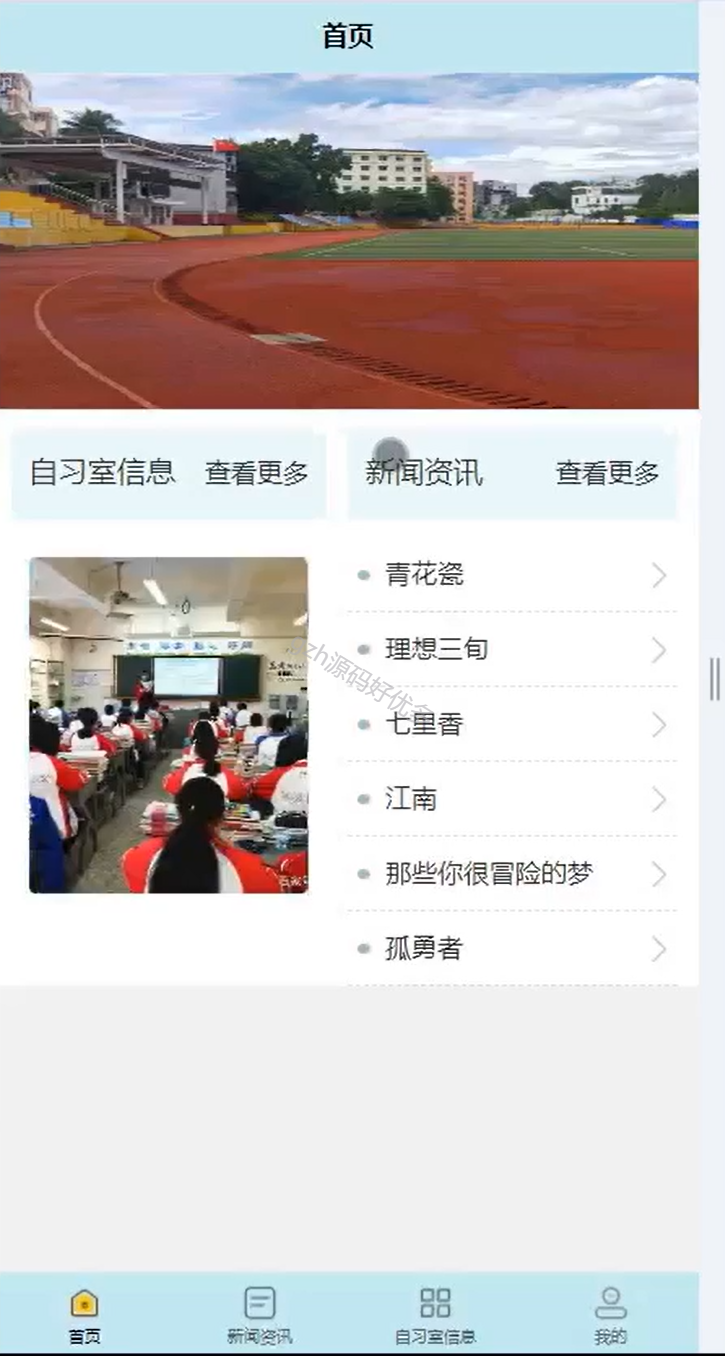 首页
自习室信息 查看更多
新闻资讯 查看更多
青花瓷
理想三旬
七里香
江南
那些你很冒险的梦
孤勇者
zh源码好优多
首页 新闻资讯 自习室信息 我的